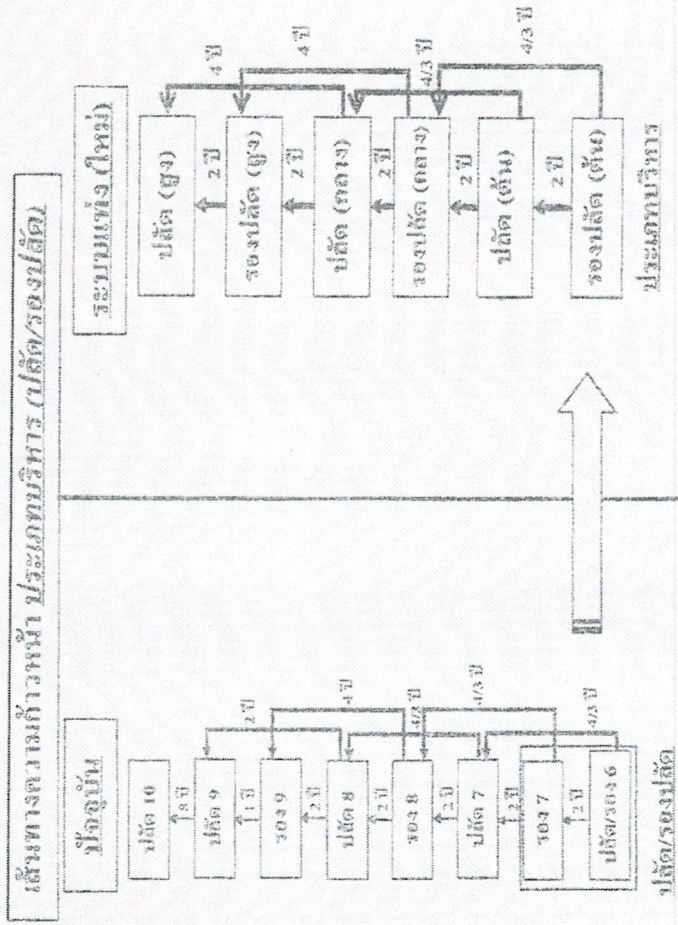 เส้นทางความก้าวหน้า ประเภทบริหาร (ปลัด/รองปลัด)
ปัจจุบัน
ปลัด 10
8 ปี
ปลัด 9
1 ปี
2 ปี
รอง 9
2 ปี
4 ปี
ปลัด 8
2 ปี
รอง 8
4/3 ปี
2 ปี
4/3 ปี
ปลัด 7
2 ปี
รอง 7
4/3 ปี
2 ปี
ปลัด/รอง 6
ปลัด/รองปลัด
ระบบแท่ง (ใหม่)
ปลัด (สูง)
2 ปี
4 ปี
รองปลัด (สูง)
2 ปี
4 ปี
ปลัด (กลาง)
2 ปี
รองปลัด (กลาง)
4/3 ปี
2 ปี
ปลัด (ต้น)
4/3 ปี
2 ปี
รองปลัด (ต้น)
ประเภทบริหาร